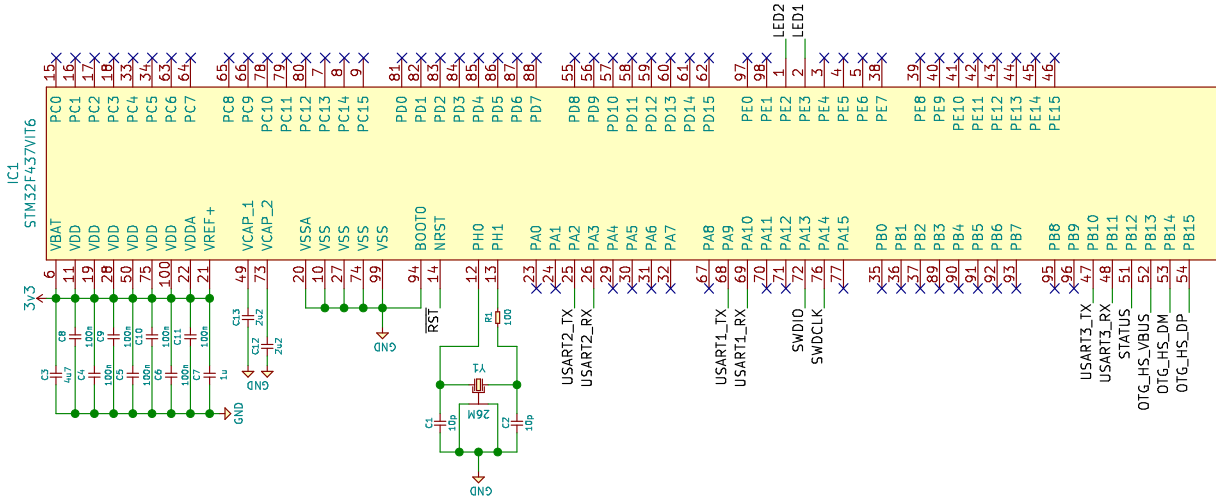 LED2
LED1
15 16 17 18 33 34 63 64 65 66 78 79 80 7 8 9 81 82 83 84 85 86 87 88 55 56 57 58 59 60 61 62 97 98 1 2 3 4 5 38 39 40 41 42 43 44 45 46
PC0 PC1 PC2 PC3 PC4 PC5 PC6 PC7 PC8 PC9 PC10 PC11 PC12 PC13 PC14 PC15 PD0 PD1 PD2 PD3 PD4 PD5 PD6 PD7 PD8 PD9 PD10 PD11 PD12 PD13 PD14 PD15 PE0 PE1 PE2 PE3 PE4 PE5 PE6 PE7 PE8 PE9 PE10 PE11 PE12 PE13 PE14 PE15
IC1
STM32F437VIT6
VBAT VDD VDD VDD VDD VDD VDD VDDA VREF+ VCAP_1 VCAP_2 VSSA VSS VSS VSS VSS BOOT0 NRST PH0 PH1 PA0 PA1 PA2 PA3 PA4 PA5 PA6 PA7 PA8 PA9 PA10 PA11 PA12 PA13 PA14 PA15 PB0 PB1 PB2 PB3 PB4 PB5 PB6 PB7 PB8 PB9 PB10 PB11 PB12 PB13 PB14 PB15
6 11 19 28 50 75 100 22 21 49 73 20 10 27 74 99 94 14 12 13 23 24 25 26 29 30 31 32 67 68 69 70 71 72 76 77 35 36 37 89 90 91 92 93 95 96 47 48 51 52 53 54
3v3
C8 100n
C9 100n
C10 100n
C11 100n
C3 4u7
C4 100n
C5 100n
C6 100n
C7 1u
GND
C13 2u2
C12 2u2
GND
GND
GND
RST
R1 100
Y1
26M
C1 10p
C2 10p
GND
USART2_TX
USART2_RX
USART1_TX
USART1_RX
SWDIO
SWDCLK
USART3_TX
USART3_RX
STATUS
OTG_HS_VBUS
OTG_HS_DM
OTG_HS_DP